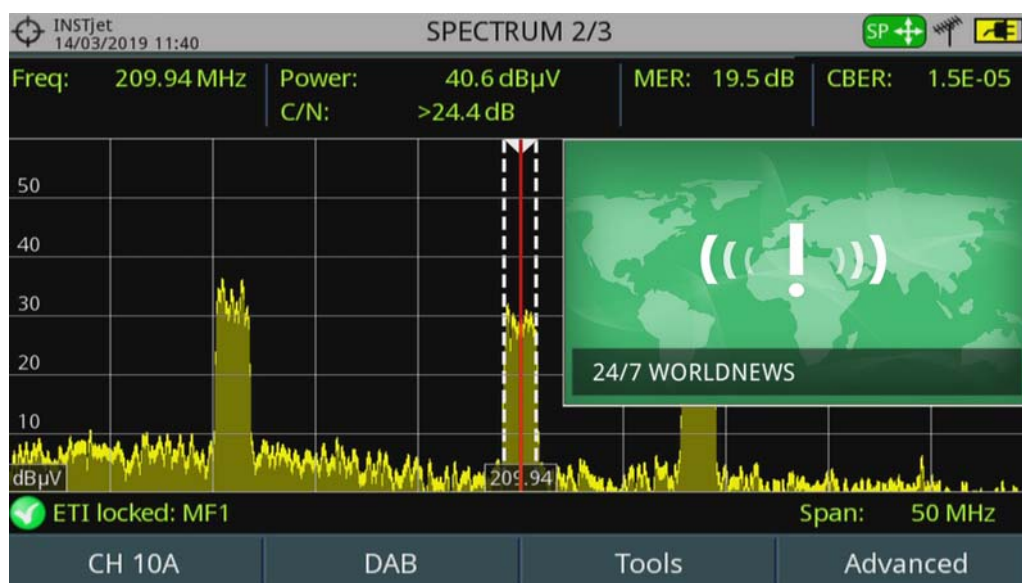 INSTjet
14/03/2019 11:40
SPECTRUM 2/3
SP
Freq: 209.94 MHz
Power: 40.6 dBµV
C/N: >24.4 dB
MER: 19.5 dB
CBER: 1.5E-05
50
40
30
20
10
dBµV
209.94
24/7 WORLDNEWS
ETI locked: MF1
Span: 50 MHz
CH 10A
DAB
Tools
Advanced